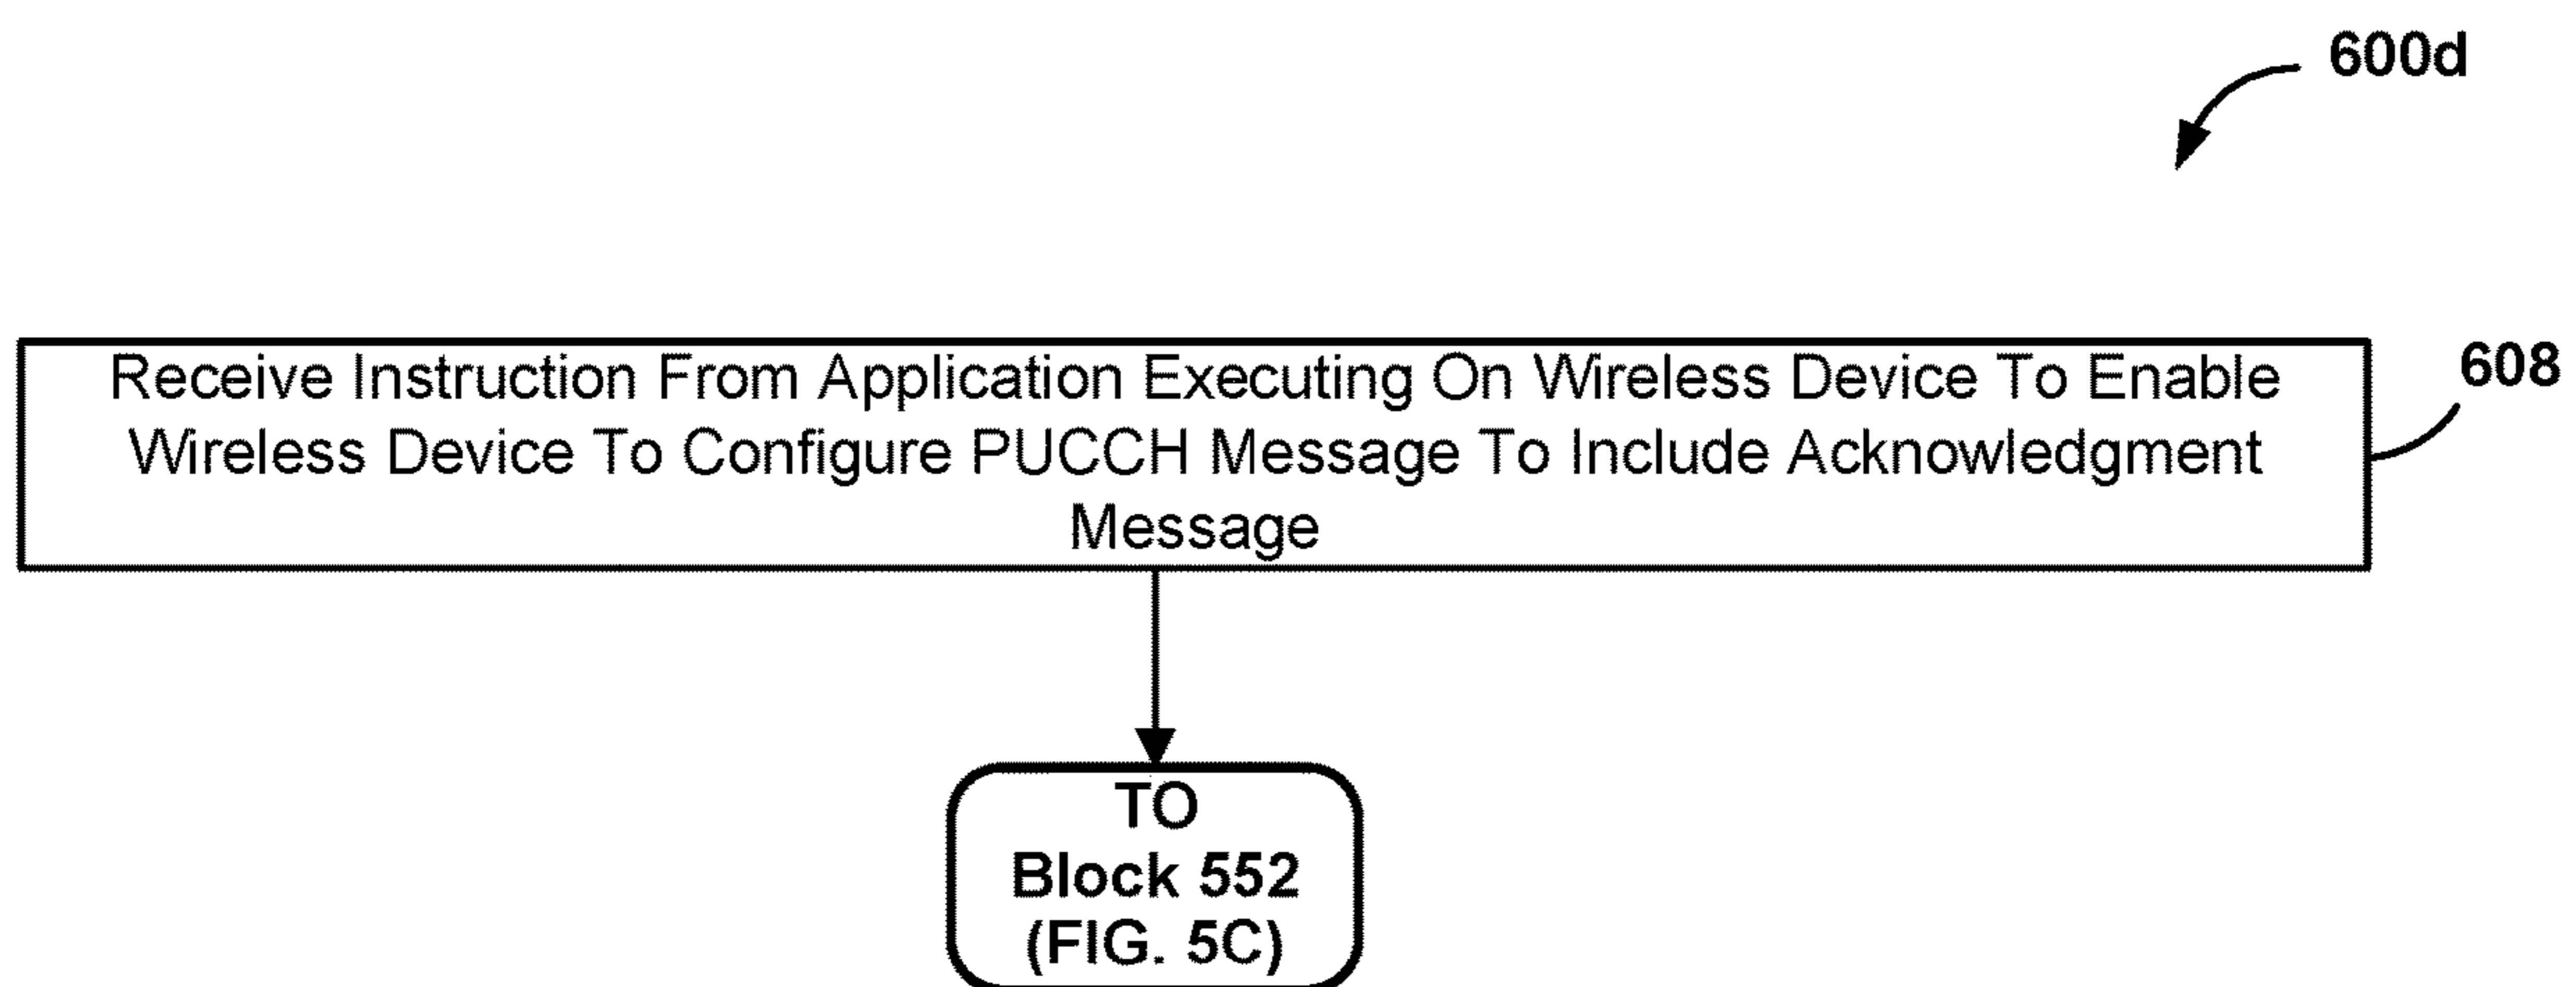 600d
Receive Instruction From Application Executing On Wireless Device To Enable
608
Wireless Device To Configure PUCCH Message To Include Acknowledgment
Message
TO
Block 552
(FIG. 5C)